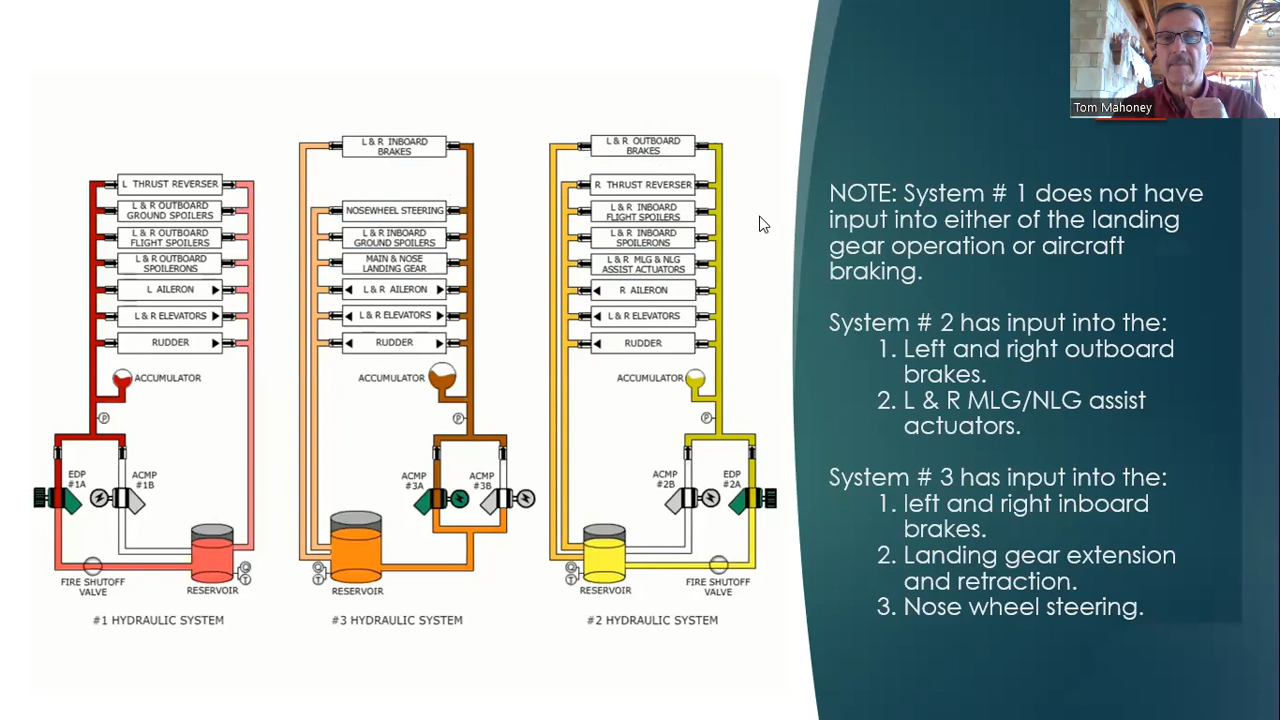 Tom Mahoney
L THRUST REVERSER
L & R OUTBOARD
GROUND SPOILERS
L & R OUTBOARD
FLIGHT SPOILERS
L & R OUTBOARD
SPOILERONS
L AILERON
L & R ELEVATORS
RUDDER
ACCUMULATOR
P
EDP
#1A
ACMP
#1B
FIRE SHUTOFF
VALVE
RESERVOIR
Q
T
#1 HYDRAULIC SYSTEM
L & R INBOARD
BRAKES
NOSEWHEEL STEERING
L & R INBOARD
GROUND SPOILERS
MAIN & NOSE
LANDING GEAR
L & R AILERON
L & R ELEVATORS
RUDDER
ACCUMULATOR
P
ACMP
#3A
ACMP
#3B
Q
T
RESERVOIR
#3 HYDRAULIC SYSTEM
L & R OUTBOARD
BRAKES
R THRUST REVERSER
L & R INBOARD
FLIGHT SPOILERS
L & R INBOARD
SPOILERONS
L & R MLG & NLG
ASSIST ACTUATORS
R AILERON
L & R ELEVATORS
RUDDER
ACCUMULATOR
P
ACMP
#2B
EDP
#2A
Q
T
RESERVOIR
FIRE SHUTOFF
VALVE
#2 HYDRAULIC SYSTEM
NOTE: System # 1 does not have
input into either of the landing
gear operation or aircraft
braking.
System # 2 has input into the:
1. Left and right outboard
brakes.
2. L & R MLG/NLG assist
actuators.
System # 3 has input into the:
1. left and right inboard
brakes.
2. Landing gear extension
and retraction.
3. Nose wheel steering.